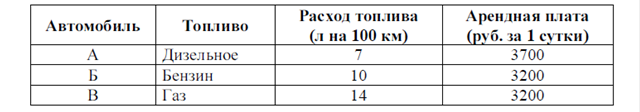 Автомобиль Топливо Расход топлива (л на 100 км) Арендная плата (руб. за 1 сутки)
А Дизельное 7 3700
Б Бензин 10 3200
В Газ 14 3200